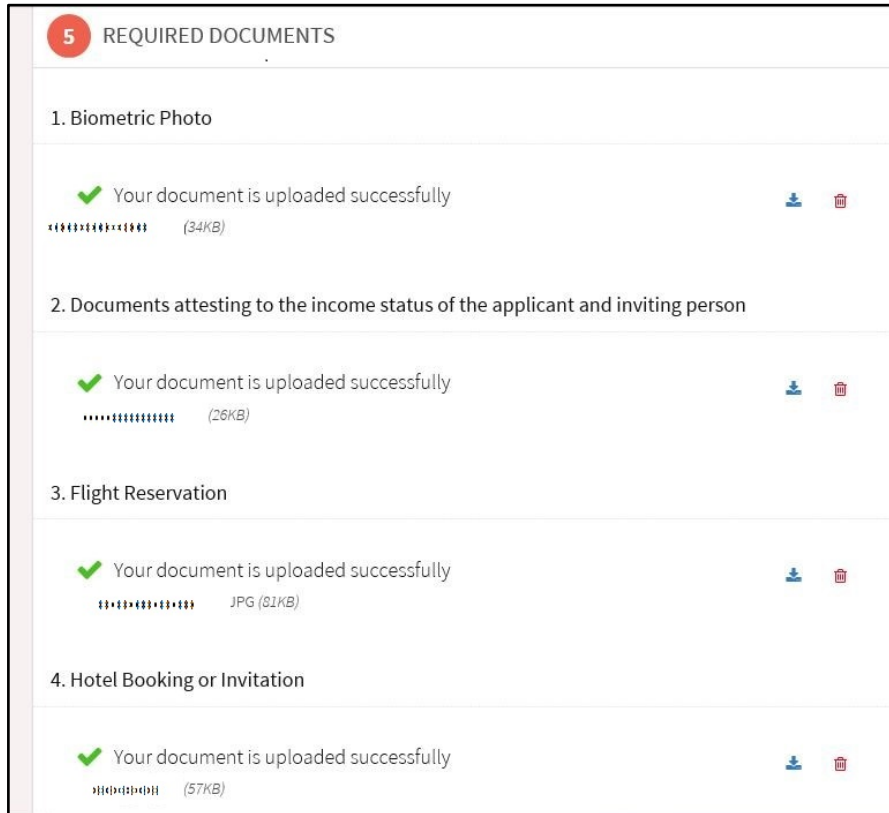 5 REQUIRED DOCUMENTS
1. Biometric Photo
Your document is uploaded successfully
(34KB)
2. Documents attesting to the income status of the applicant and inviting person
Your document is uploaded successfully
(26KB)
3. Flight Reservation
Your document is uploaded successfully
JPG (81KB)
4. Hotel Booking or Invitation
Your document is uploaded successfully
(57KB)